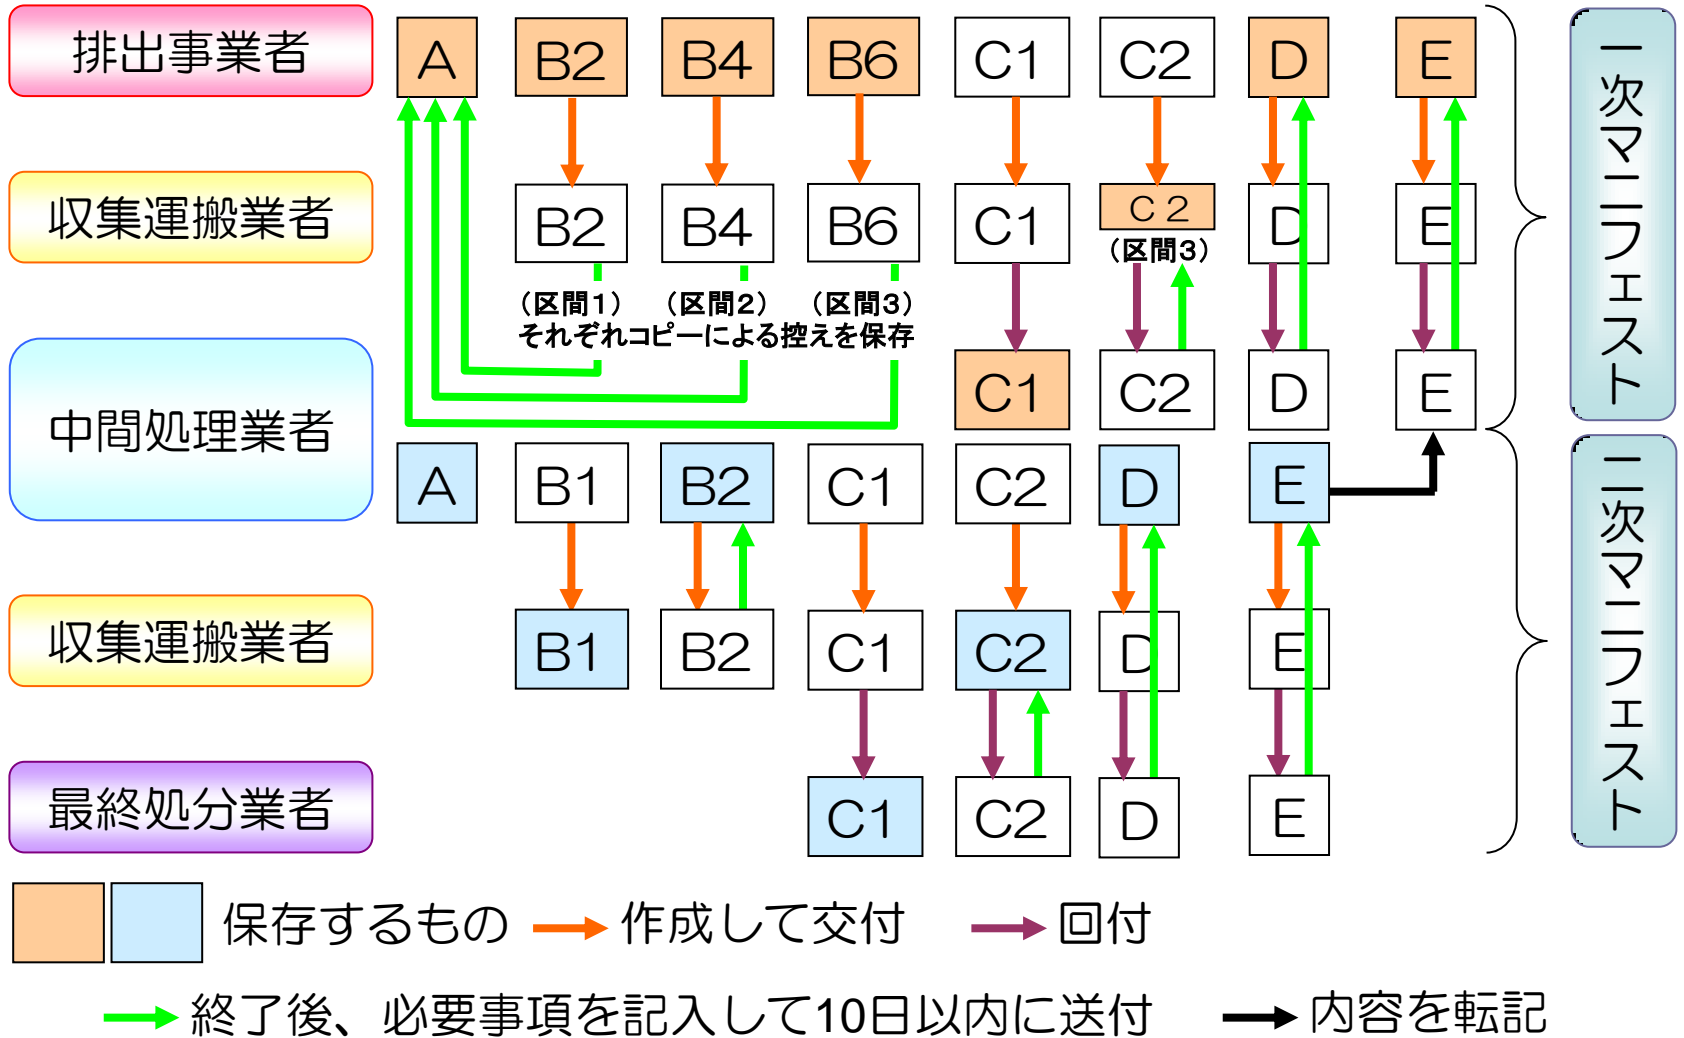 排出事業者
A B2 B4 B6 C1 C2 D E
一次マニフェスト
収集運搬業者
B2 B4 B6 C1 C2 D E
(区間3)
(区間1) (区間2) (区間3)
それぞれコピーによる控えを保存
中間処理業者
C1 C2 D E
A B1 B2 C1 C2 D E
二次マニフェスト
収集運搬業者
B1 B2 C1 C2 D E
最終処分業者
C1 C2 D E
保存するもの 作成して交付 回付
終了後、必要事項を記入して10日以内に送付 内容を転記